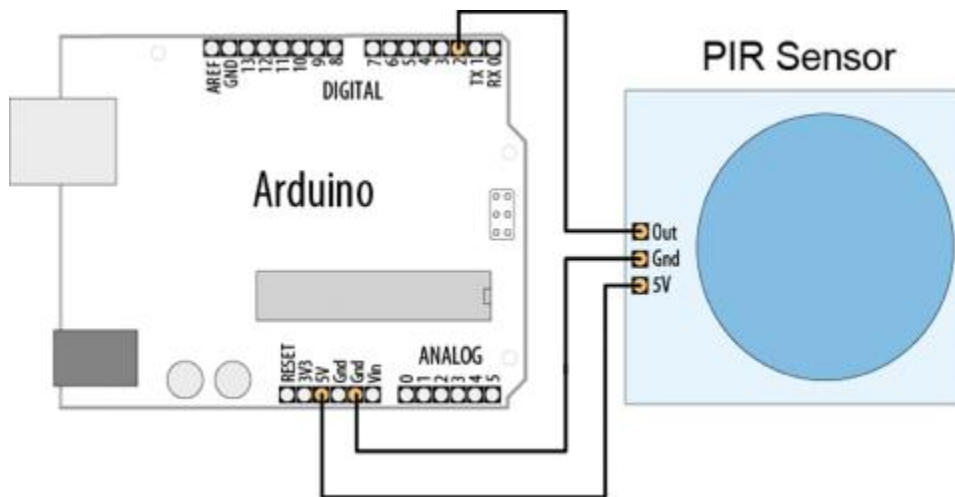 PIR Sensor
AREF
GND
13
12
11
10
9
8
7
6
5
4
3
2
TX 1
RX 0
DIGITAL
Arduino
Out
Gnd
5V
RESET
3V3
5V
Gnd
Gnd
Vin
ANALOG
0
1
2
3
4
5